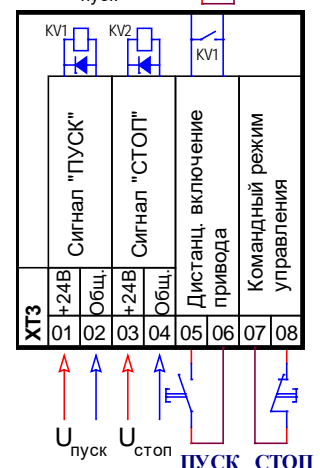 пуск
KV1
KV2
KV1
Сигнал "ПУСК"
Сигнал "СТОП"
Дистанц. включение
привода
Командный режим
управления
ХТ3
+24В
Общ.
+24В
Общ.
01 02 03 04 05 06 07 08
Uпуск Uстоп
ПУСК СТОП